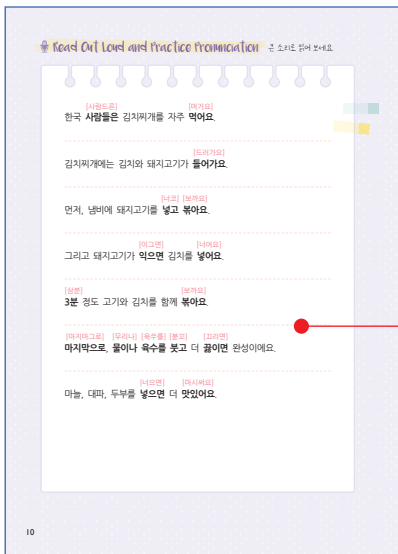 Read Out Loud and Practice Pronunciation 큰 소리로 읽어 보세요
[사람드른] [머거요]
한국 사람들은 김치찌개를 자주 먹어요.
[드러가요]
김치찌개에는 김치와 돼지고기가 들어가요.
[너코] [보까요]
먼저, 냄비에 돼지고기를 넣고 볶아요.
[이그면] [너어요]
그리고 돼지고기가 익으면 김치를 넣어요.
[삼분] [보까요]
3분 정도 고기와 김치를 함께 볶아요.
[마지마그로] [무리나] [육쑤를] [붇꼬] [끄리면]
마지막으로, 물이나 육수를 붓고 더 끓이면 완성이에요.
[너으면] [마시써요]
마늘, 대파, 두부를 넣으면 더 맛있어요.
10